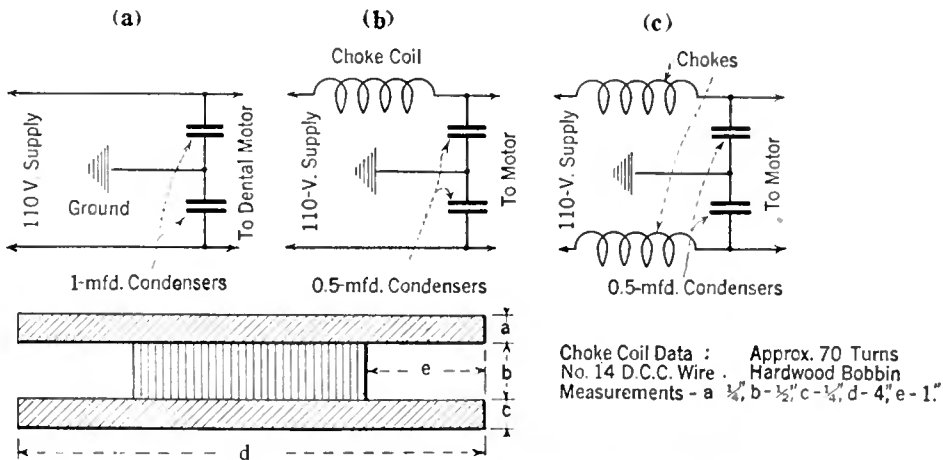 (a)
(b)
(c)
Choke Coil
Chokes
110 V. Supply
Ground
To Dental Motor
110-V. Supply
To Motor
110-V. Supply
To Motor
1-mfd. Condensers
0.5-mfd. Condensers
0.5-mfd. Condensers
a
b
c
e
d
Choke Coil Data : Approx. 70 Turns
No. 14 D.C.C. Wire . Hardwood Bobbin
Measurements - a ¼", b - ½", c - ¼", d - 4", e - 1."